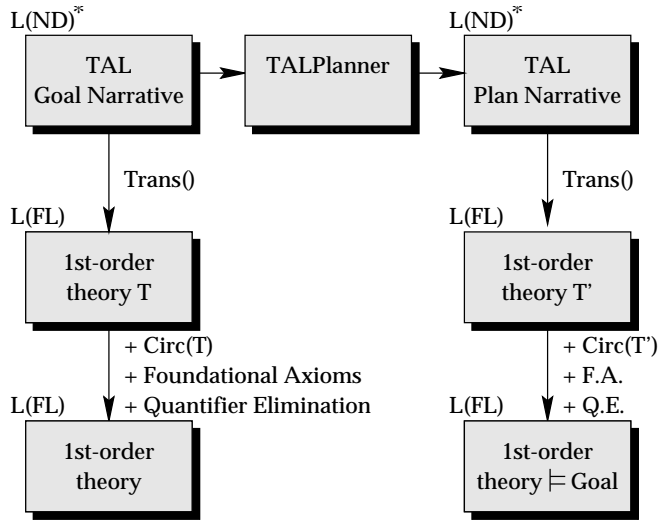 L(ND)*
L(ND)*
TAL
Goal Narrative
TALPlanner
TAL
Plan Narrative
Trans()
Trans()
L(FL)
L(FL)
1st-order
theory T
1st-order
theory T'
+ Circ(T)
+ Foundational Axioms
+ Quantifier Elimination
+ Circ(T')
+ F.A.
+ Q.E.
L(FL)
L(FL)
1st-order
theory
1st-order
theory ⊨ Goal